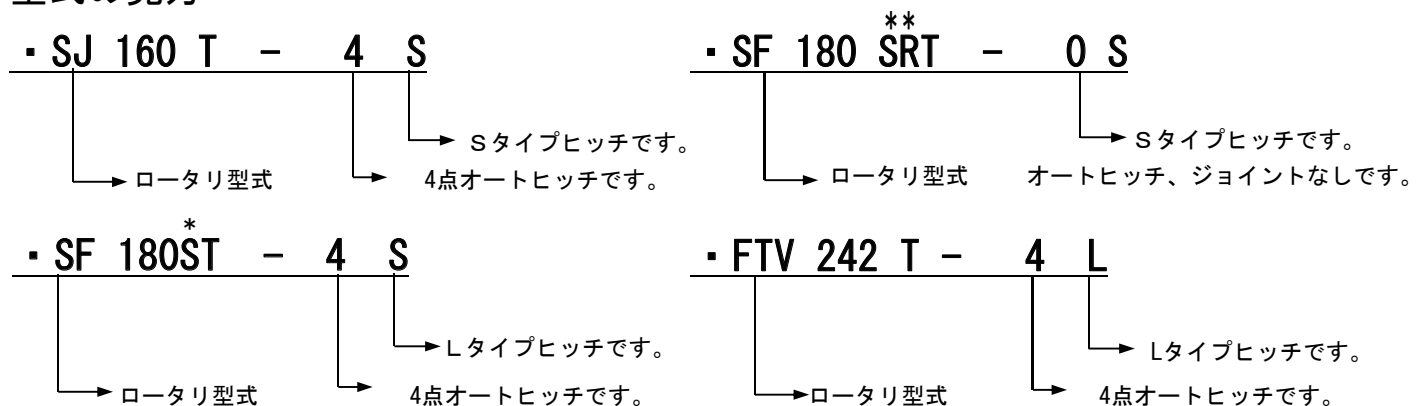 型式の見方
▪ SJ 160 T － 4 S
Ｓタイプヒッチです。
ロータリ型式 4点オートヒッチです。
**
▪ SF 180 SRT － 0 S
Ｓタイプヒッチです。
ロータリ型式 オートヒッチ、ジョイントなしです。
*
▪ SF 180ST － 4 S
Ｌタイプヒッチです。
ロータリ型式 4点オートヒッチです。
▪ FTV 242 T － 4 L
Lタイプヒッチです。
ロータリ型式 4点オートヒッチです。